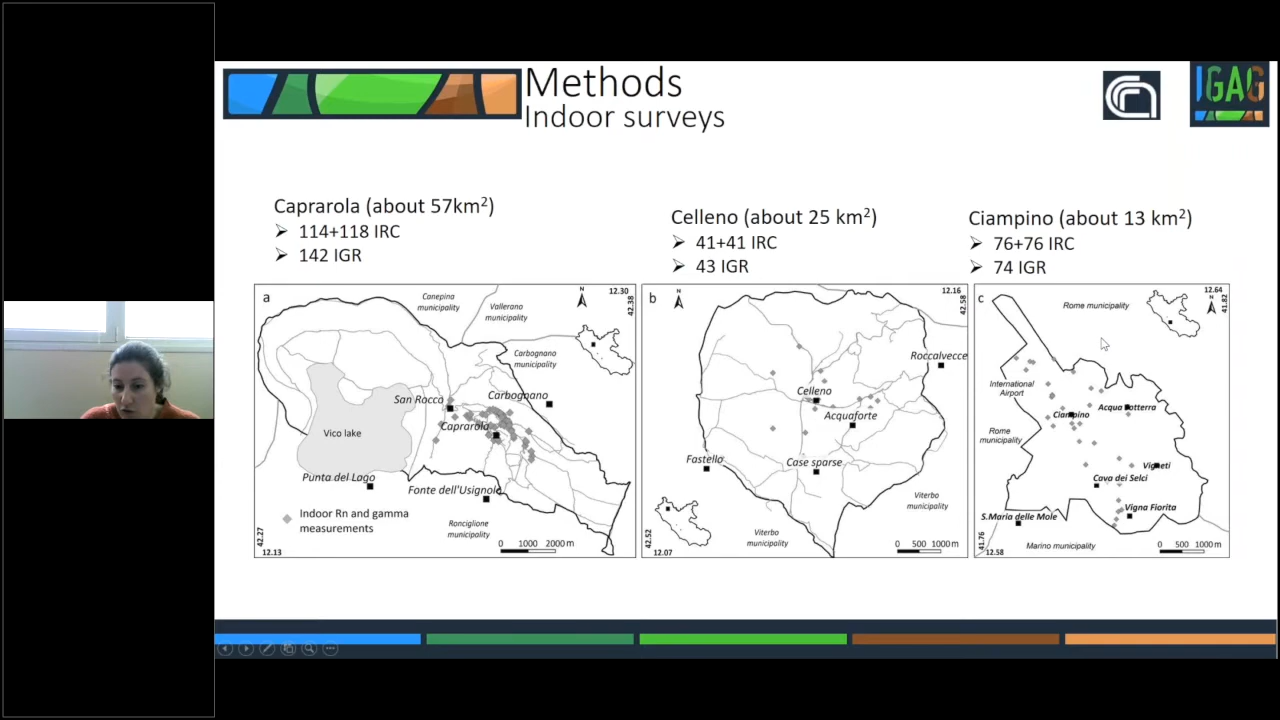 Methods
Indoor surveys
IGAG
Caprarola (about 57km²)
➢ 114+118 IRC
➢ 142 IGR
Celleno (about 25 km²)
➢ 41+41 IRC
➢ 43 IGR
Ciampino (about 13 km²)
➢ 76+76 IRC
➢ 74 IGR
a
Canepina
municipality
Vallerano
municipality
N
12.30
42.38
Carbognano
municipality
San Rocco
Carbognano
Caprarola
Vico lake
Punta del Lago
Fonte dell'Usignolo
Indoor Rn and gamma
measurements
Ronciglione
municipality
42.27
12.13
0 1000 2000 m
b
N
12.16
42.58
Roccalvecce
Celleno
Acquaforte
Fastello
Case sparse
Viterbo
municipality
Viterbo
municipality
42.52
12.07
0 500 1000 m
c
Rome municipality
N
12.64
41.82
International
Airport
Ciampino
Acqua Sotterra
Rome
municipality
Vigneti
Cava dei Selci
Vigna Fiorita
S.Maria delle Mole
Marino municipality
41.76
12.58
0 500 1000 m